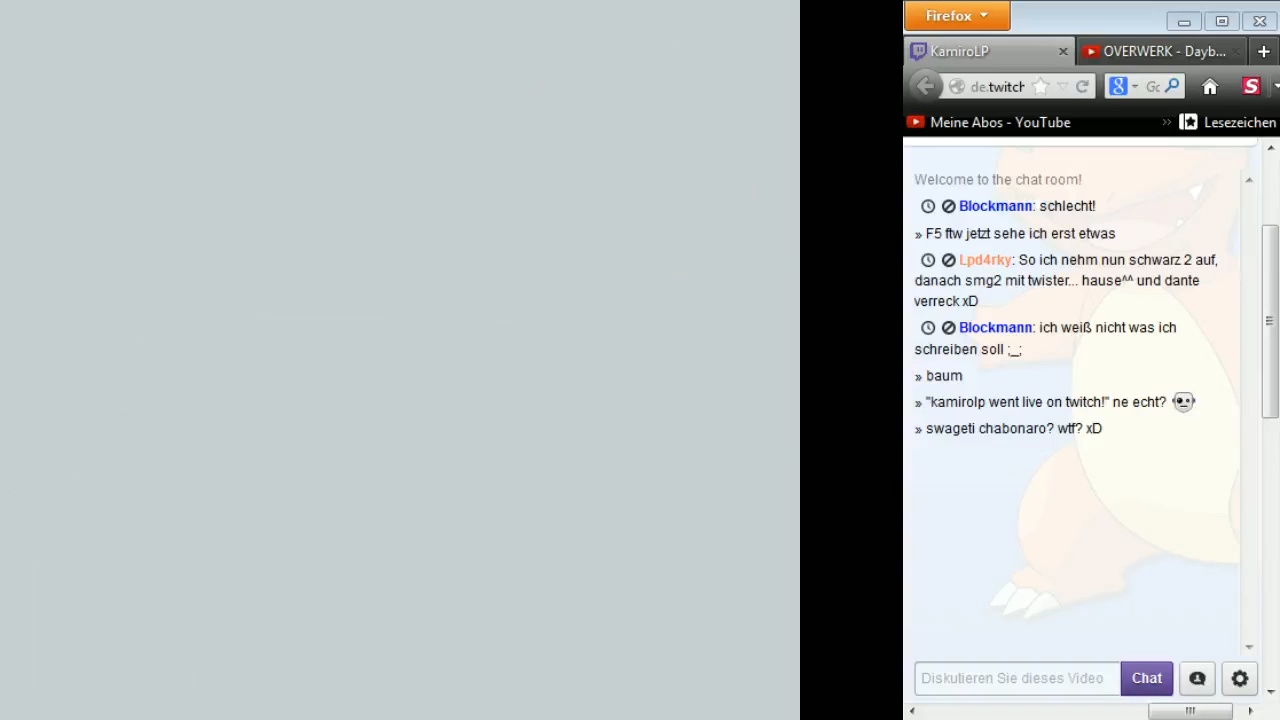 Firefox
KamiroLP
OVERWERK - Dayb...
de.twitch
Meine Abos - YouTube
Lesezeichen
Welcome to the chat room!
Blockmann: schlecht!
» F5 ftw jetzt sehe ich erst etwas
Lpd4rky: So ich nehm nun schwarz 2 auf,
danach smg2 mit twister... hause^^ und dante
verreck xD
Blockmann: ich weiß nicht was ich
schreiben soll ;_;
» baum
» "kamirolp went live on twitch!" ne echt?
» swageti chabonaro? wtf? xD
Diskutieren Sie dieses Video
Chat